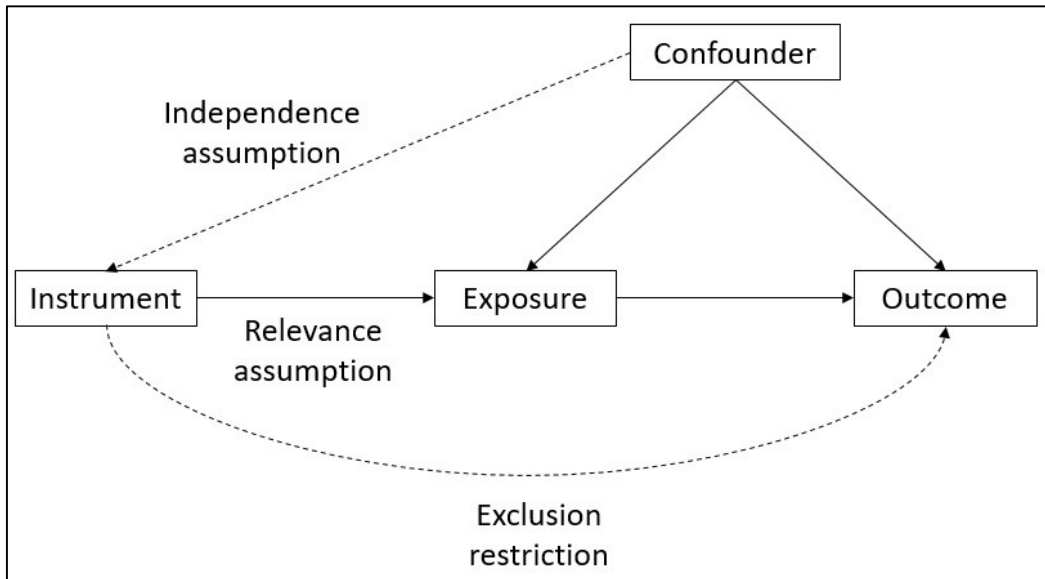 Confounder
Independence
assumption
Instrument
Exposure
Outcome
Relevance
assumption
Exclusion
restriction